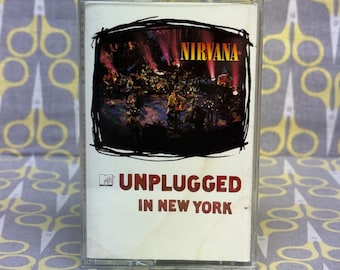 NIRVANA
MTV UNPLUGGED
IN NEW YORK